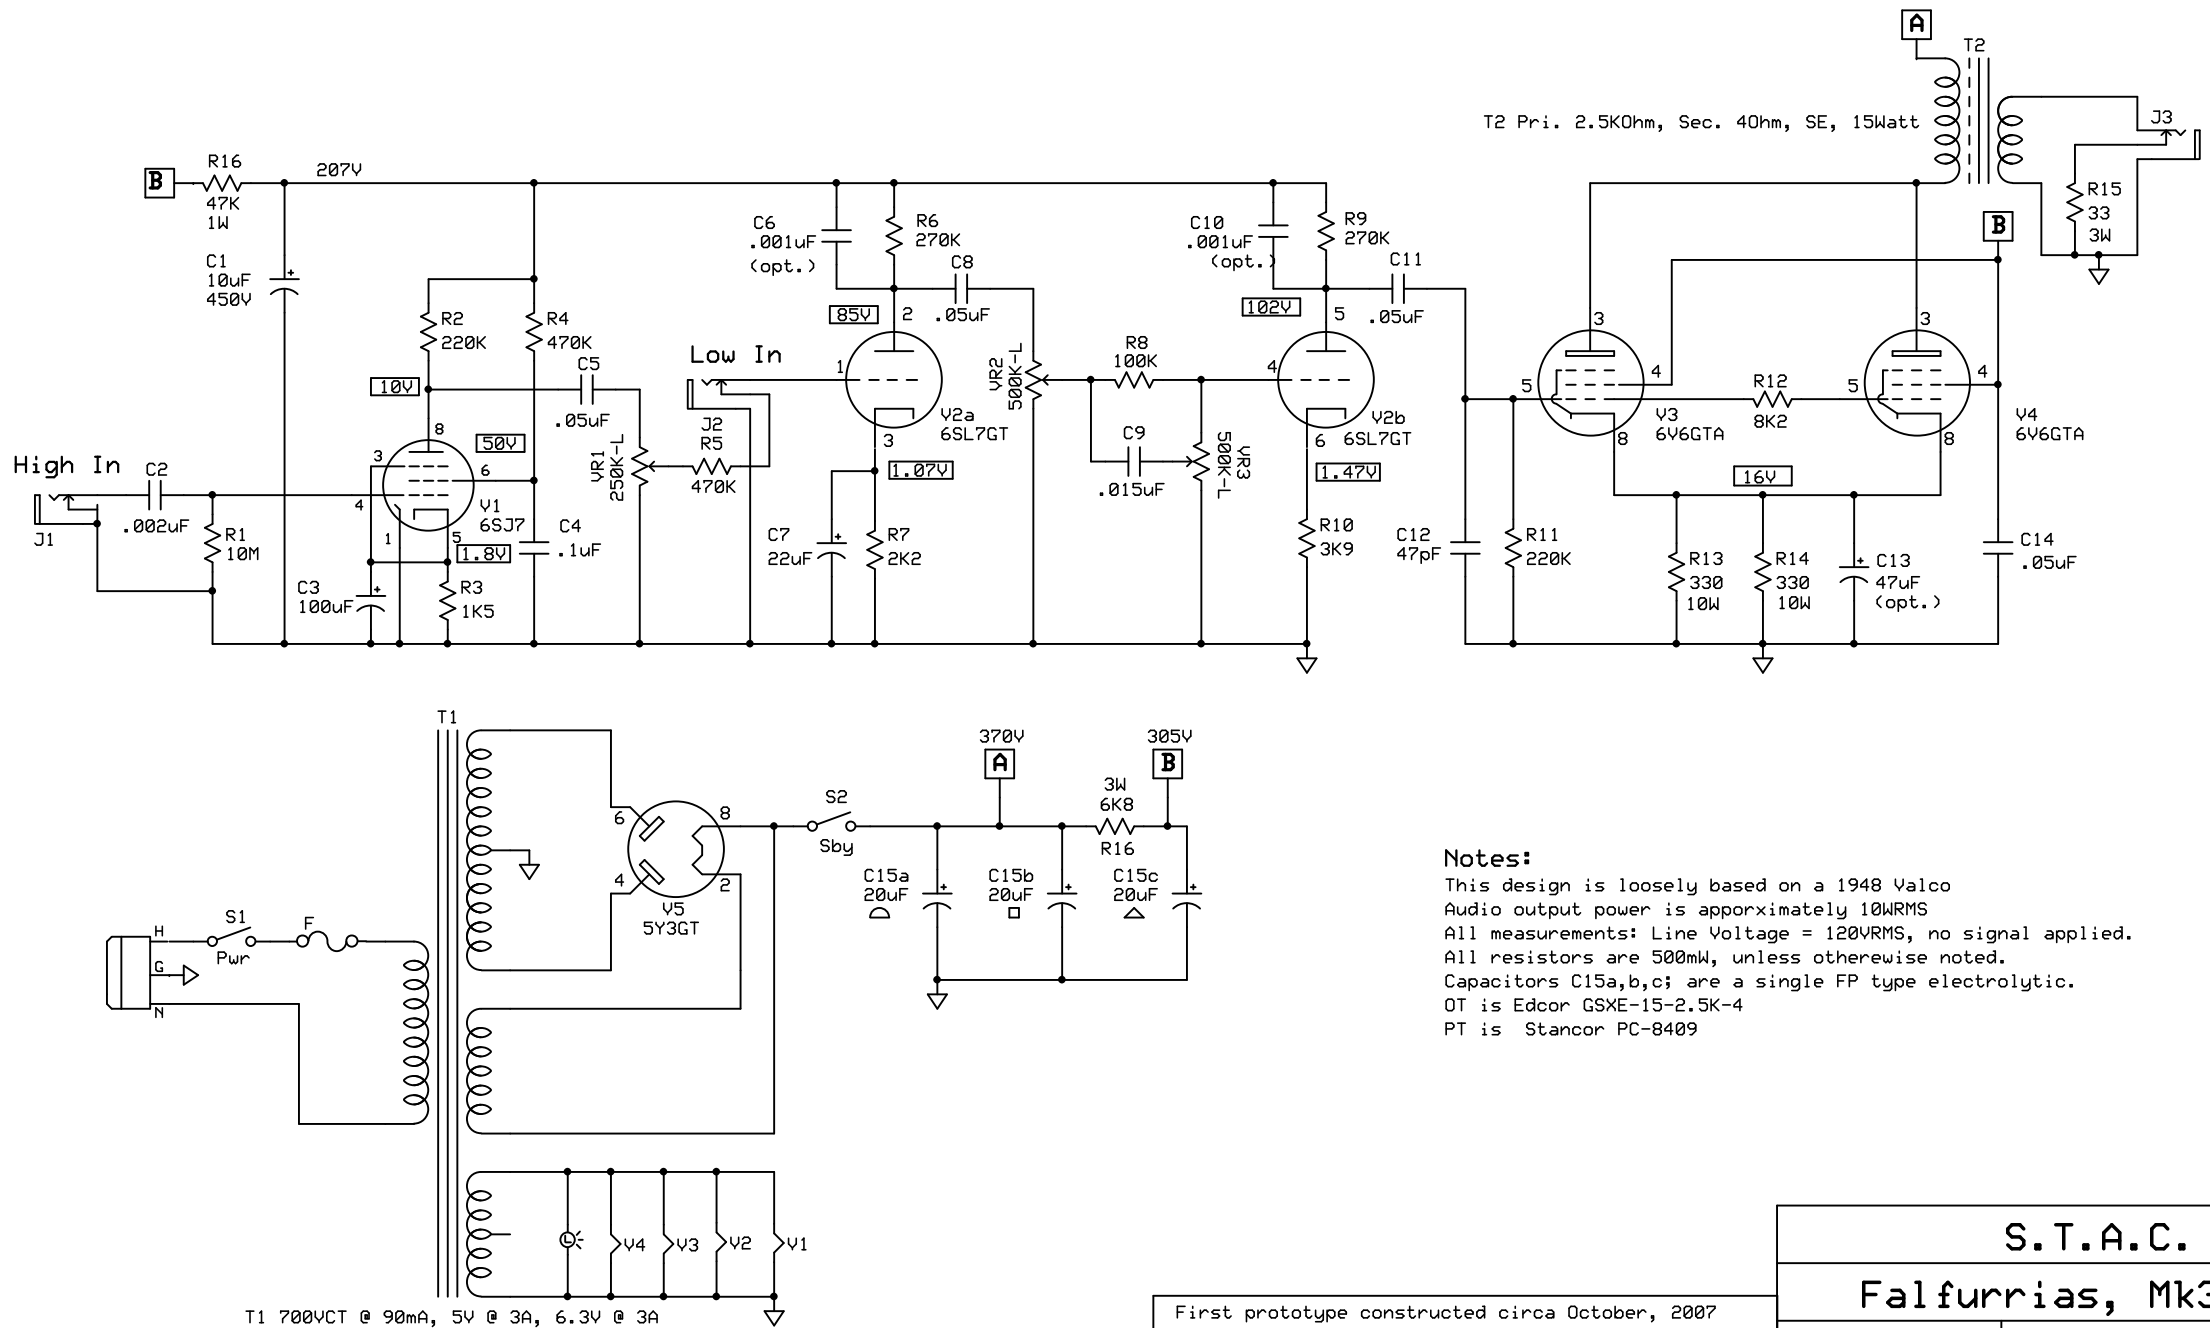 A
T2
T2 Pri. 2.5KOhm, Sec. 4Ohm, SE, 15Watt
J3
R15
33
3W
B
R16
47K
1W
207V
C1
10uF
450V
R2
220K
R4
470K
10V
C5
.05uF
8
50V
3
6
4
V1
6SJ7
1
5
1.8V
High In
J1
C2
.002uF
R1
10M
C3
100uF
R3
1K5
C4
.1uF
VR1
250K-L
R5
470K
Low In
J2
C6
.001uF
(opt.)
R6
270K
C8
.05uF
85V
2
1
V2a
6SL7GT
3
1.07V
C7
22uF
R7
2K2
VR2
500K-L
R8
100K
C9
.015uF
VR3
500K-L
C10
.001uF
(opt.)
R9
270K
C11
.05uF
102V
5
4
V2b
6SL7GT
6
1.47V
R10
3K9
C12
47pF
R11
220K
3
5
4
V3
6V6GTA
8
R12
8K2
B
3
5
4
V4
6V6GTA
8
16V
R13
330
10W
R14
330
10W
C13
47uF
(opt.)
C14
.05uF
T1
H
G
N
S1
Pwr
F
6
4
8
2
V5
5Y3GT
S2
Sby
370V
A
305V
B
3W
6K8
R16
C15a
20uF
C15b
20uF
C15c
20uF
L
V4
V3
V2
V1
T1 700VCT @ 90mA, 5V @ 3A, 6.3V @ 3A
Notes:
This design is loosely based on a 1948 Valco
Audio output power is apporximately 10WRMS
All measurements: Line Voltage = 120VRMS, no signal applied.
All resistors are 500mW, unless otherewise noted.
Capacitors C15a,b,c; are a single FP type electrolytic.
OT is Edcor GSXE-15-2.5K-4
PT is Stancor PC-8409
S.T.A.C.
Falfurrias, Mk3
First prototype constructed circa October, 2007